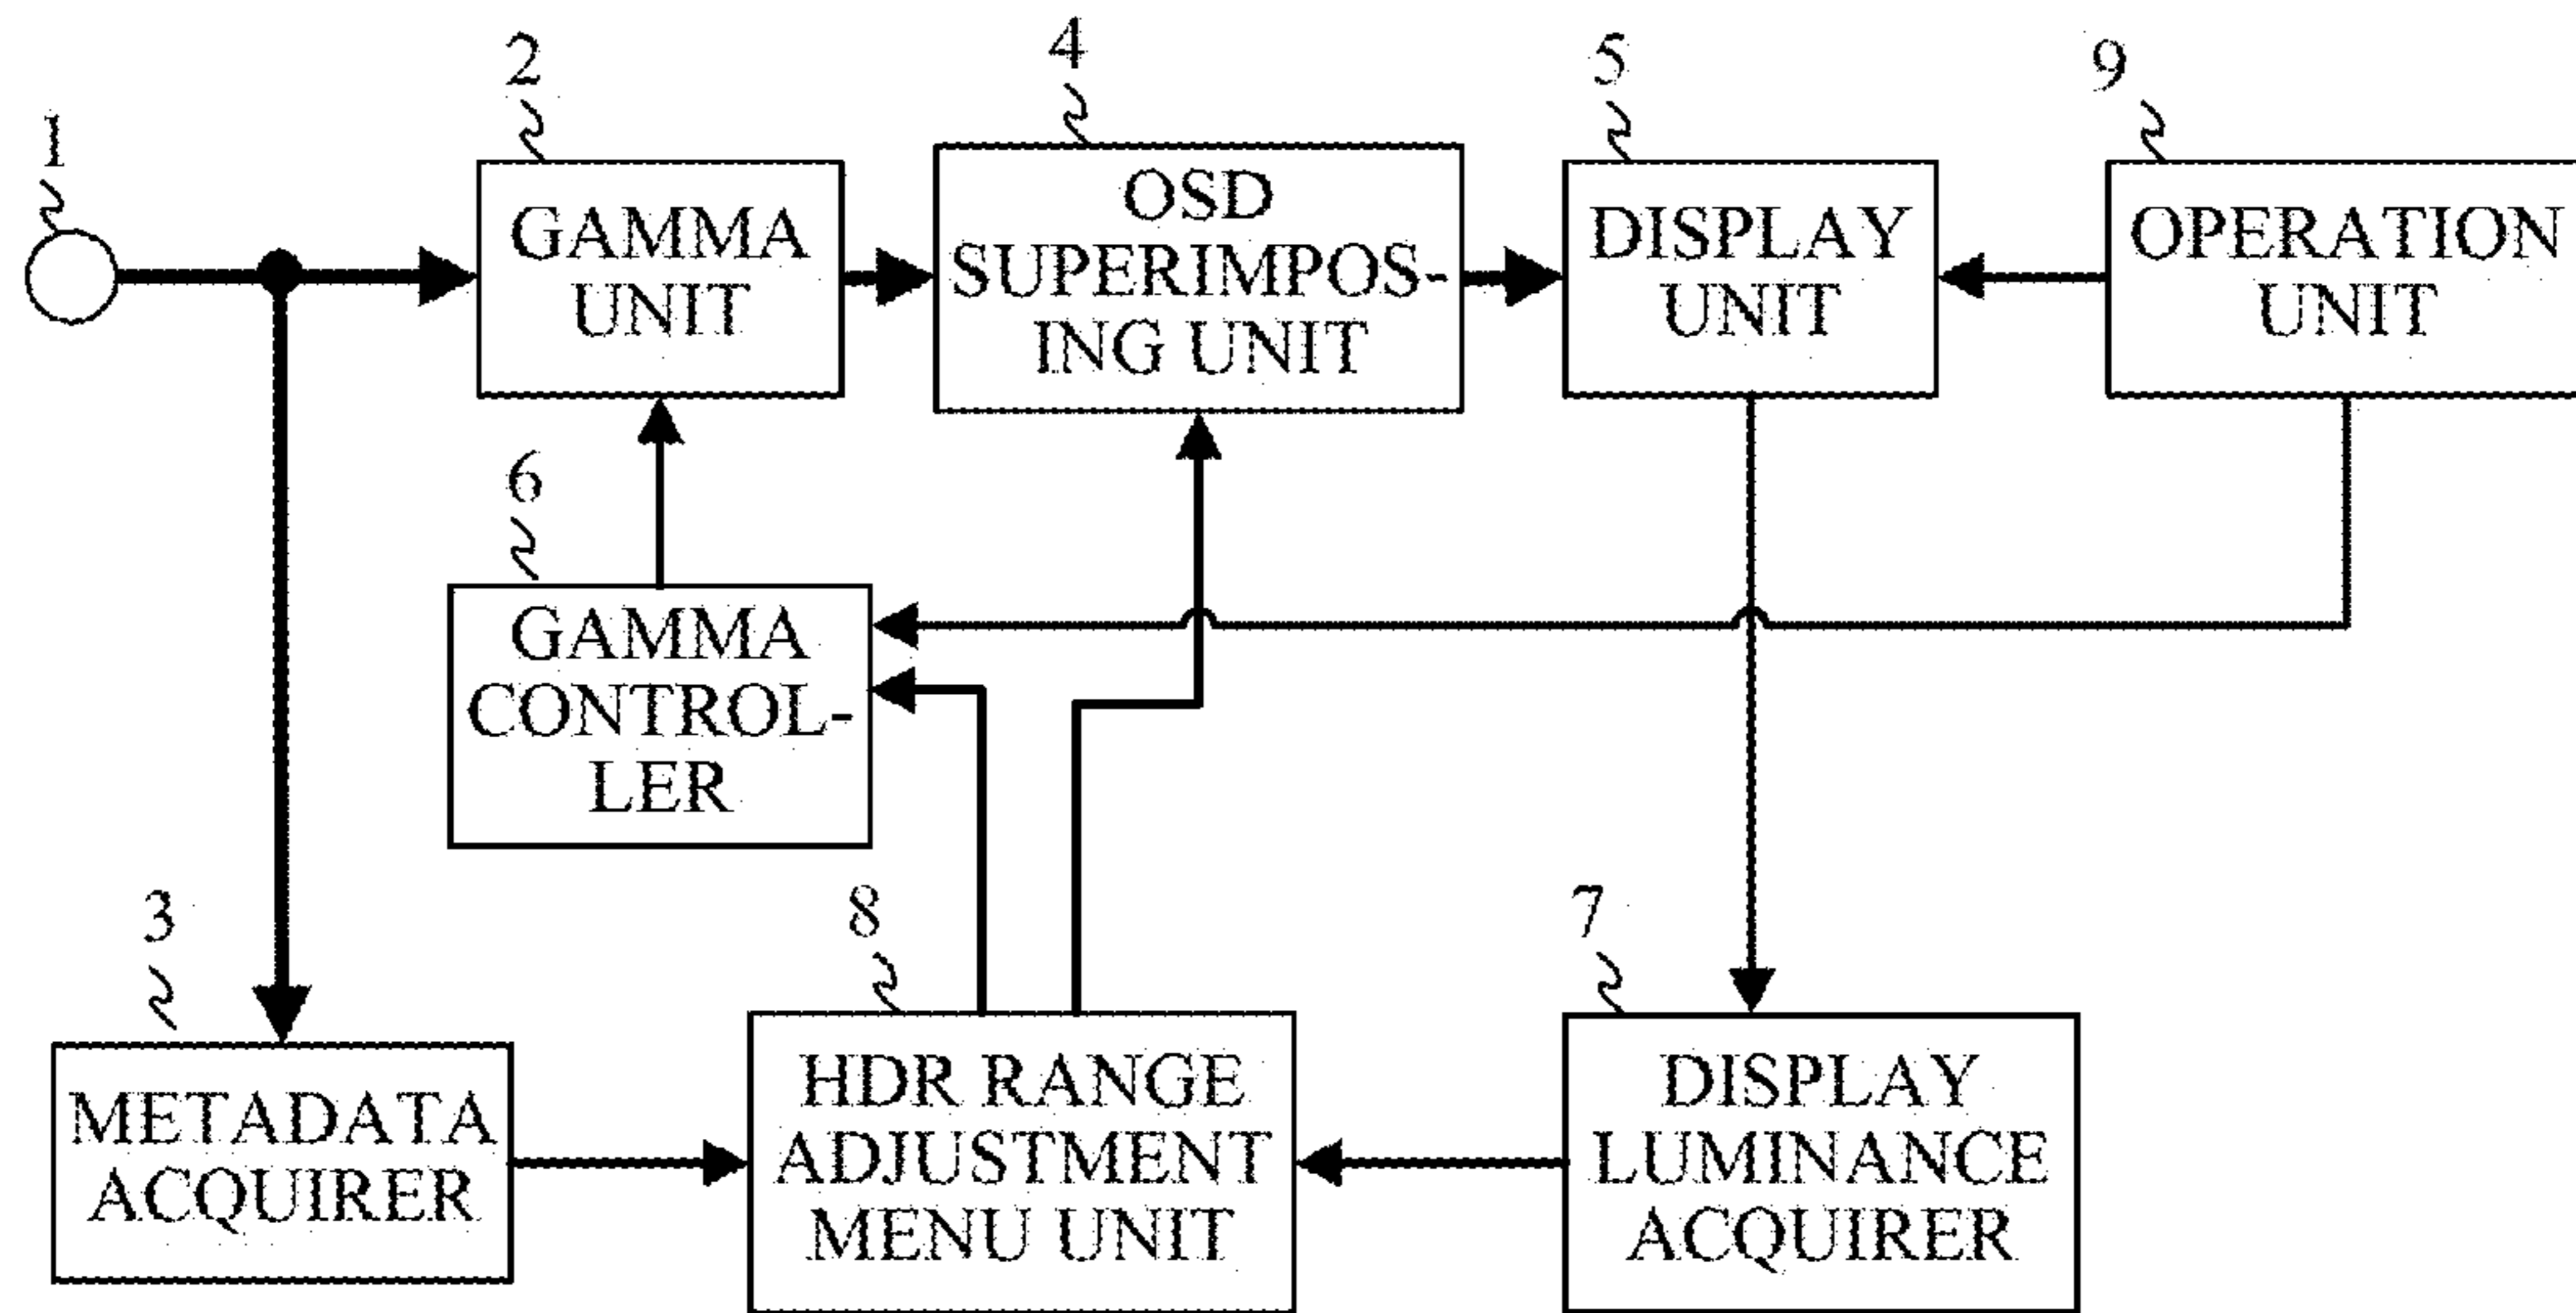 1
2
GAMMA
UNIT
4
OSD
SUPERIMPOS-
ING UNIT
5
DISPLAY
UNIT
9
OPERATION
UNIT
6
GAMMA
CONTROL-
LER
3
METADATA
ACQUIRER
8
HDR RANGE
ADJUSTMENT
MENU UNIT
7
DISPLAY
LUMINANCE
ACQUIRER